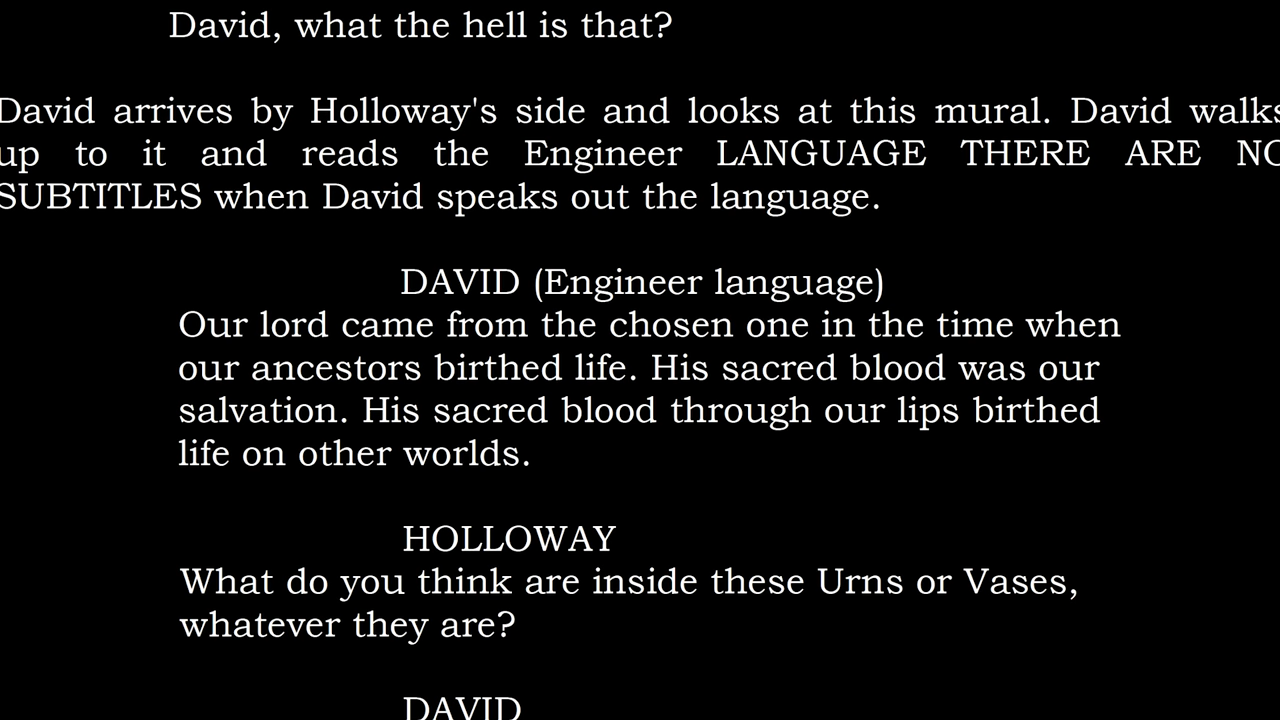 David, what the hell is that?
David arrives by Holloway's side and looks at this mural. David walks
up to it and reads the Engineer LANGUAGE THERE ARE NO
SUBTITLES when David speaks out the language.
DAVID (Engineer language)
Our lord came from the chosen one in the time when
our ancestors birthed life. His sacred blood was our
salvation. His sacred blood through our lips birthed
life on other worlds.
HOLLOWAY
What do you think are inside these Urns or Vases,
whatever they are?
DAVID